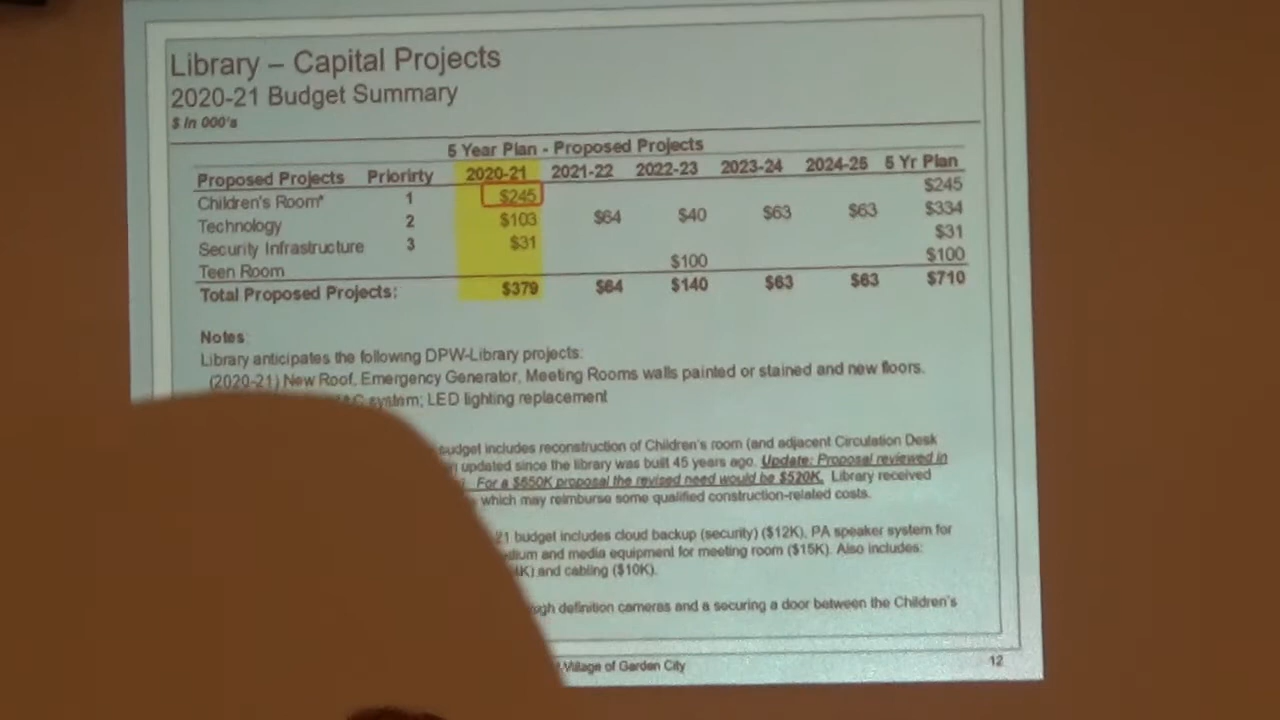 Library – Capital Projects
2020-21 Budget Summary
$ In 000's
5 Year Plan - Proposed Projects
Proposed Projects Priorirty 2020-21 2021-22 2022-23 2023-24 2024-25 5 Yr Plan
Children's Room* 1 $245 $245
Technology 2 $103 $64 $40 $63 $63 $334
Security Infrastructure 3 $31 $31
Teen Room $100 $100
Total Proposed Projects: $379 $64 $140 $63 $63 $710
Notes:
Library anticipates the following DPW-Library projects:
(2020-21) New Roof, Emergency Generator, Meeting Rooms walls painted or stained and new floors.
system; LED lighting replacement
budget includes reconstruction of Children's room (and adjacent Circulation Desk
updated since the library was built 45 years ago. Update: Proposal reviewed in
For a $650K proposal the revised need would be $520K. Library received
which may reimburse some qualified construction-related costs.
21 budget includes cloud backup (security) ($12K), PA speaker system for
and media equipment for meeting room ($15K). Also includes:
and cabling ($10K).
definition cameras and a securing a door between the Children's
Village of Garden City
12